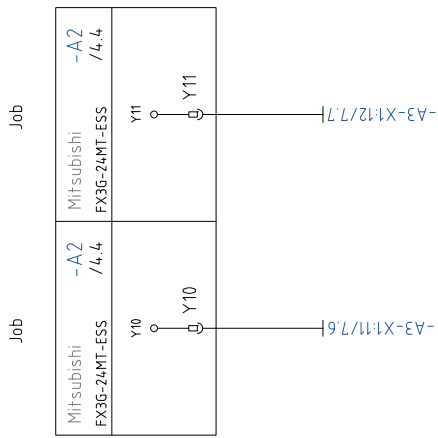 Job
Mitsubishi
-A2
FX3G-24MT-ESS
/4.4
Y11
Y11
-A3-X1:12/7.7
Job
Mitsubishi
-A2
FX3G-24MT-ESS
/4.4
Y10
Y10
-A3-X1:11/7.6